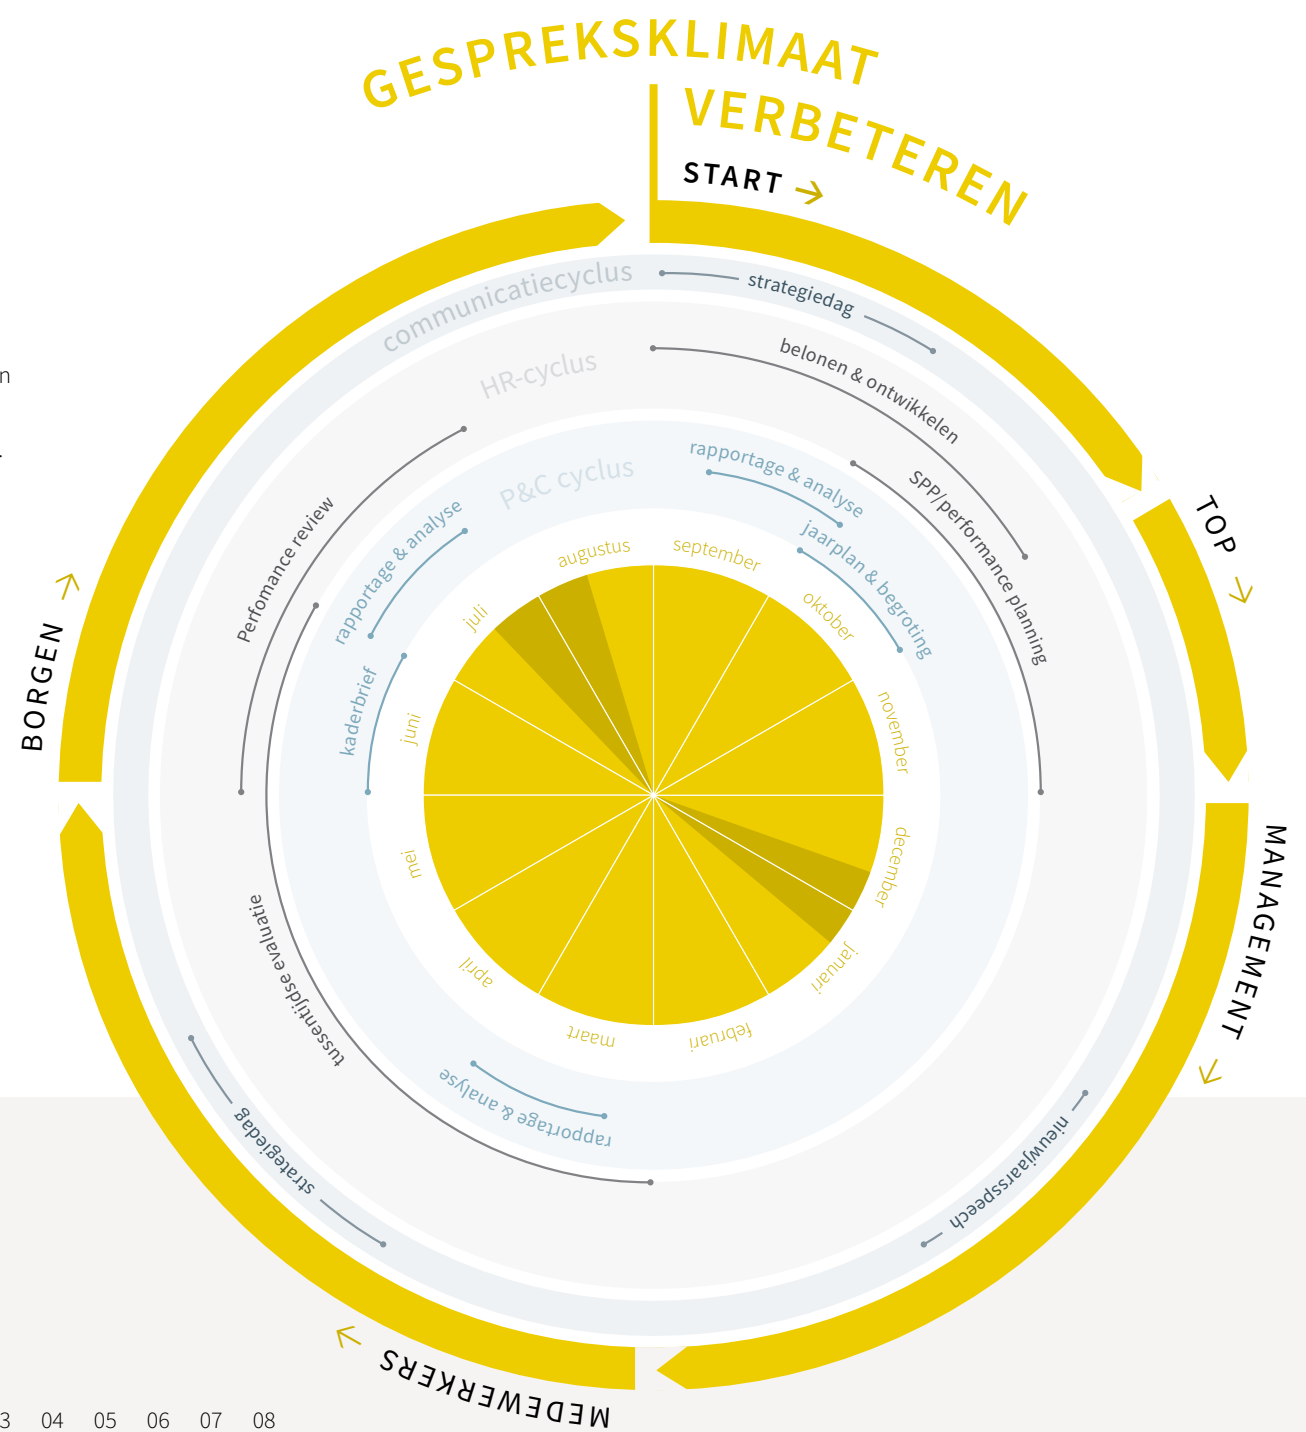 GESPREKSKLIMAAT
VERBETEREN
START
communicatiecyclus
strategiedag
HR-cyclus
belonen & ontwikkelen
n
.
P&C cyclus
rapportage & analyse
SPP/performance planning
jaarplan & begroting
TOP
Perfomance review
rapportage & analyse
kaderbrief
augustus
september
oktober
november
december
januari
februari
maart
april
mei
juni
juli
BORGEN
MANAGEMENT
tussentijdse evaluatie
rapportage & analyse
strategiedag
nieuwjaarsspeech
MEDEWERKERS
3 04 05 06 07 08